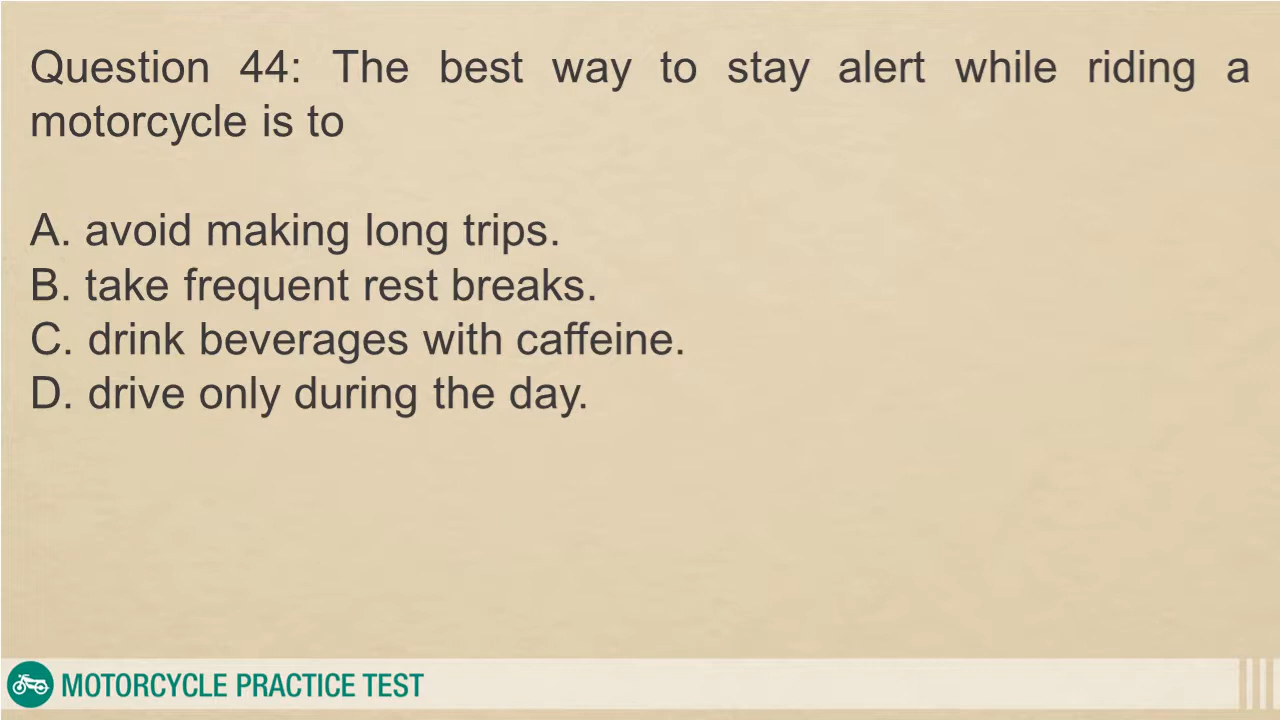 Question 44: The best way to stay alert while riding a
motorcycle is to
A. avoid making long trips.
B. take frequent rest breaks.
C. drink beverages with caffeine.
D. drive only during the day.
MOTORCYCLE PRACTICE TEST